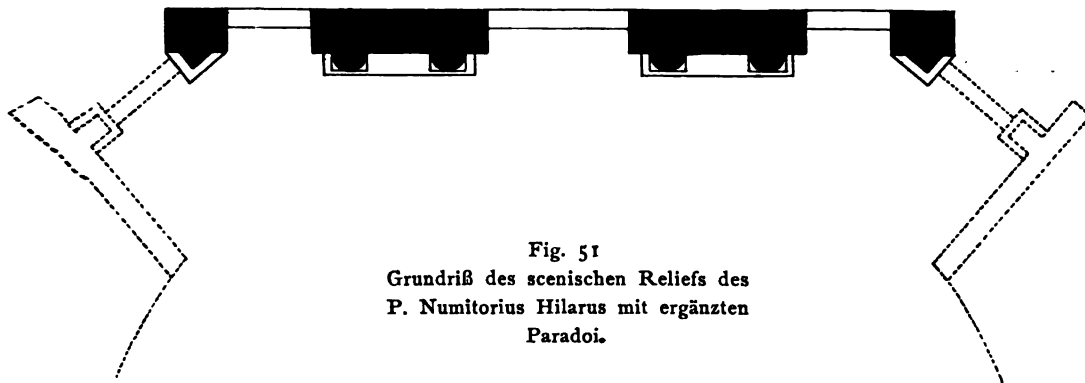 Fig. 51
Grundriß des scenischen Reliefs des
P. Numitorius Hilarus mit ergänzten
Paradoi.